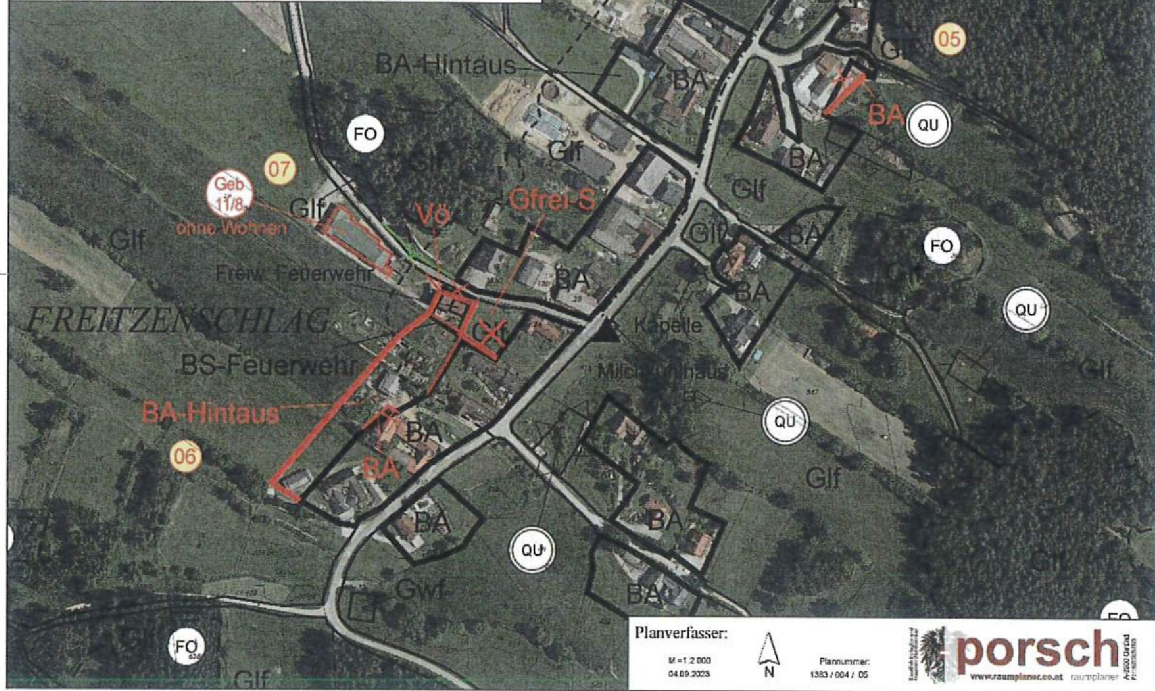 Glf
05
BA-Hintaus
BA
BA
QU
FO
Glf
Glf
BA
07
Geb
11/8
ohne Wohnen
Glf
Vö
Gfrei-S
Glf
Glf
BA
FO
Glf
Freiw. Feuerwehr
BA
BA
QU
FREITZENSCHLAG
Kapelle
BS-Feuerwehr
Glf
BA-Hintaus
BA
QU
06
BA
Glf
BA
BA
QU
BA
Glf
Gwf
FO
FO
Glf
Planverfasser:
M =1:2 000
04.09.2023
N
Plannummer:
1383 / 004 / 05
porsch
www.raumplaner.co.at raumplaner